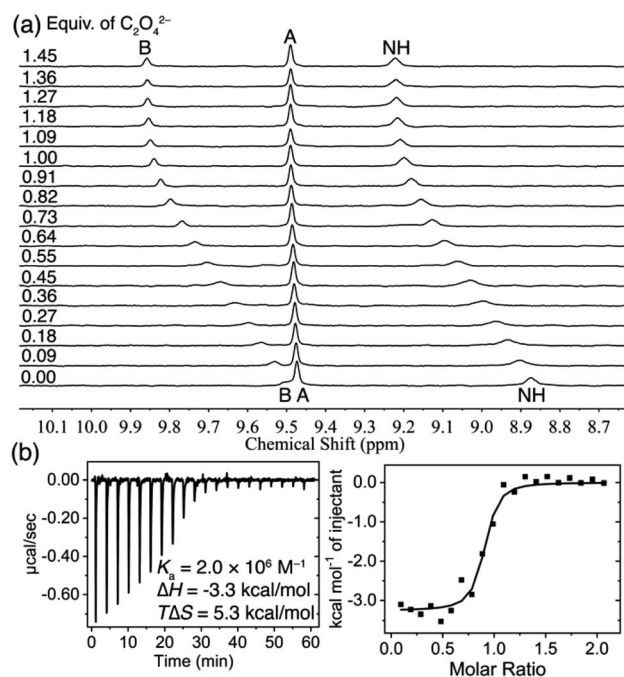 (a) Equiv. of C₂O₄²⁻
B A NH
1.45
1.36
1.27
1.18
1.09
1.00
0.91
0.82
0.73
0.64
0.55
0.45
0.36
0.27
0.18
0.09
0.00
B A NH
10.1 10.0 9.9 9.8 9.7 9.6 9.5 9.4 9.3 9.2 9.1 9.0 8.9 8.8 8.7
Chemical Shift (ppm)
(b)
μcal/sec
0.00
-0.20
-0.40
-0.60
Kₐ = 2.0 × 10⁶ M⁻¹
ΔH = -3.3 kcal/mol
TΔS = 5.3 kcal/mol
0 10 20 30 40 50 60
Time (min)
kcal mol⁻¹ of injectant
0.0
-1.0
-2.0
-3.0
0.0 0.5 1.0 1.5 2.0
Molar Ratio